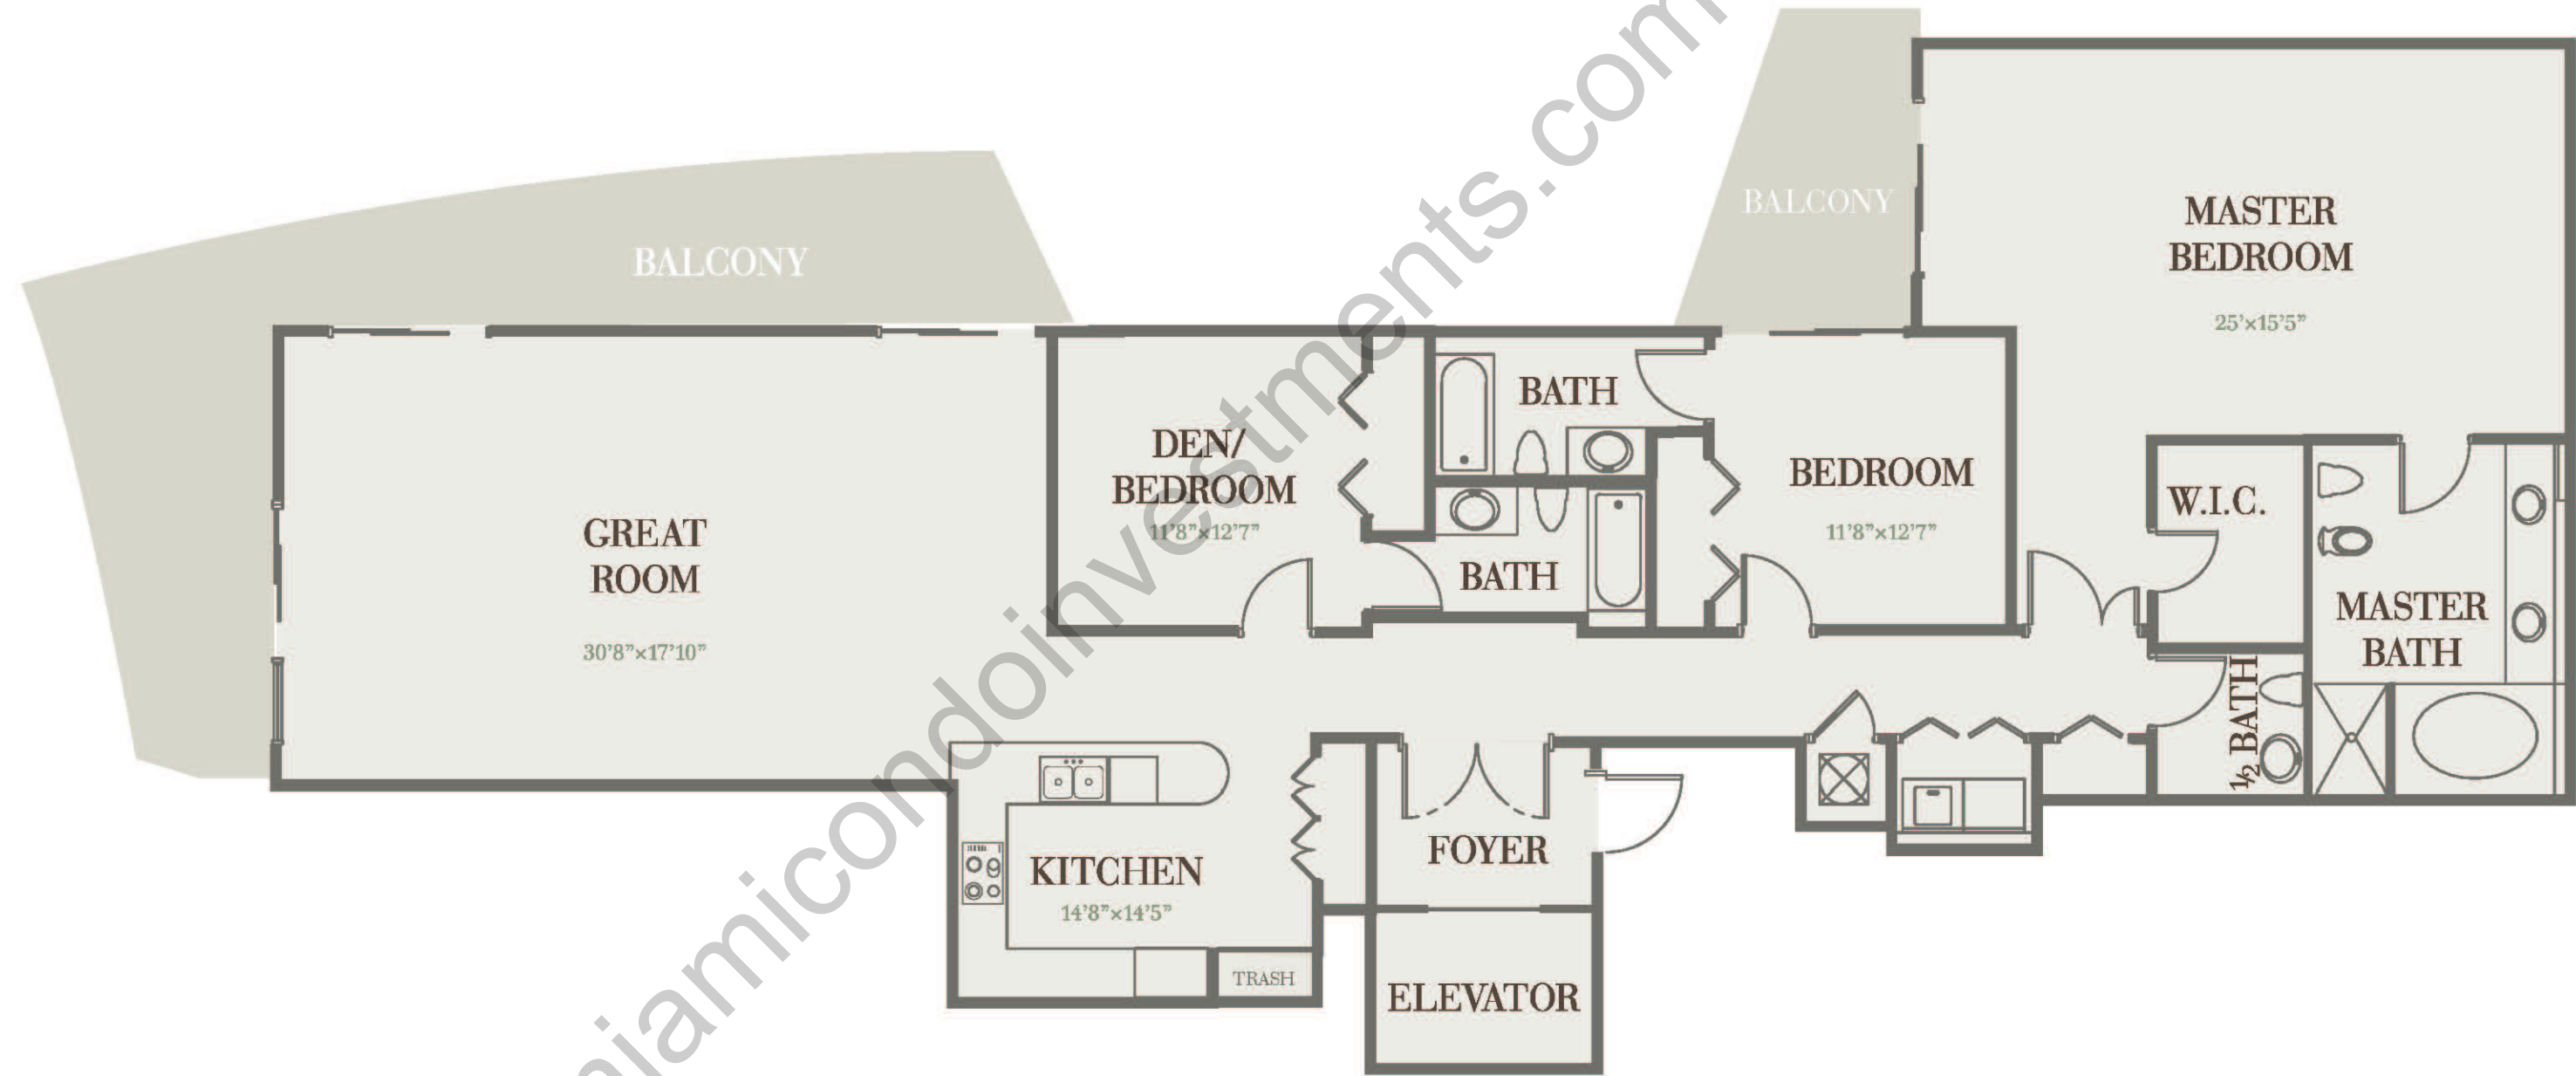 BALCONY
BALCONY
MASTER
BEDROOM
25'×15'5"
GREAT
ROOM
30'8"×17'10"
DEN/
BEDROOM
11'8"×12'7"
BATH
BATH
BEDROOM
11'8"×12'7"
W.I.C.
MASTER
BATH
½ BATH
KITCHEN
14'8"×14'5"
TRASH
FOYER
ELEVATOR
miamicondoinvestments.com